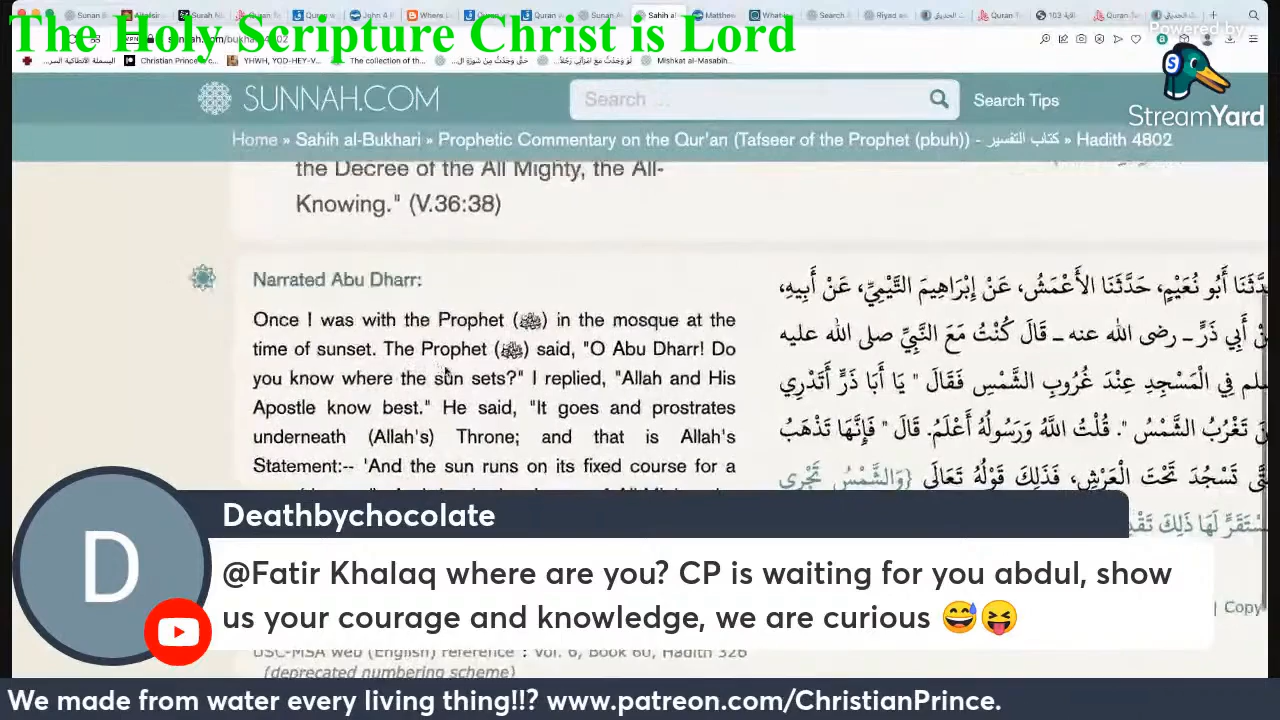 The Holy Scripture Christ is Lord
Powered by
StreamYard
SUNNAH.COM
Search ...
Search Tips
Home » Sahih al-Bukhari » Prophetic Commentary on the Qur'an (Tafseer of the Prophet (pbuh)) - كتاب التفسير » Hadith 4802
the Decree of the All Mighty, the All-
Knowing." (V.36:38)
Narrated Abu Dharr:
Once I was with the Prophet (ﷺ) in the mosque at the
time of sunset. The Prophet (ﷺ) said, "O Abu Dharr! Do
you know where the sun sets?" I replied, "Allah and His
Apostle know best." He said, "It goes and prostrates
underneath (Allah's) Throne; and that is Allah's
Statement:-- 'And the sun runs on its fixed course for a
أَبُو نُعَيْمٍ، حَدَّثَنَا الأَعْمَشُ، عَنْ إِبْرَاهِيمَ التَّيْمِيِّ، عَنْ أَبِيهِ،
أَبِي ذَرٍّ ـ رضى الله عنه ـ قَالَ كُنْتُ مَعَ النَّبِيِّ صلى الله عليه
فِي الْمَسْجِدِ عِنْدَ غُرُوبِ الشَّمْسِ فَقَالَ " يَا أَبَا ذَرٍّ أَتَدْرِي
تَغْرُبُ الشَّمْسُ ". قُلْتُ اللَّهُ وَرَسُولُهُ أَعْلَمُ. قَالَ " فَإِنَّهَا تَذْهَبُ
تَسْجُدَ تَحْتَ الْعَرْشِ، فَذَلِكَ قَوْلُهُ تَعَالَى {وَالشَّمْسُ تَجْرِي
لَهَا ذَلِكَ
D
Deathbychocolate
@Fatir Khalaq where are you? CP is waiting for you abdul, show
us your courage and knowledge, we are curious 😅😝
| Copy
USC-MSA web (English) reference : Vol. 6, Book 60, Hadith 326
(deprecated numbering scheme)
We made from water every living thing!!? www.patreon.com/ChristianPrince.